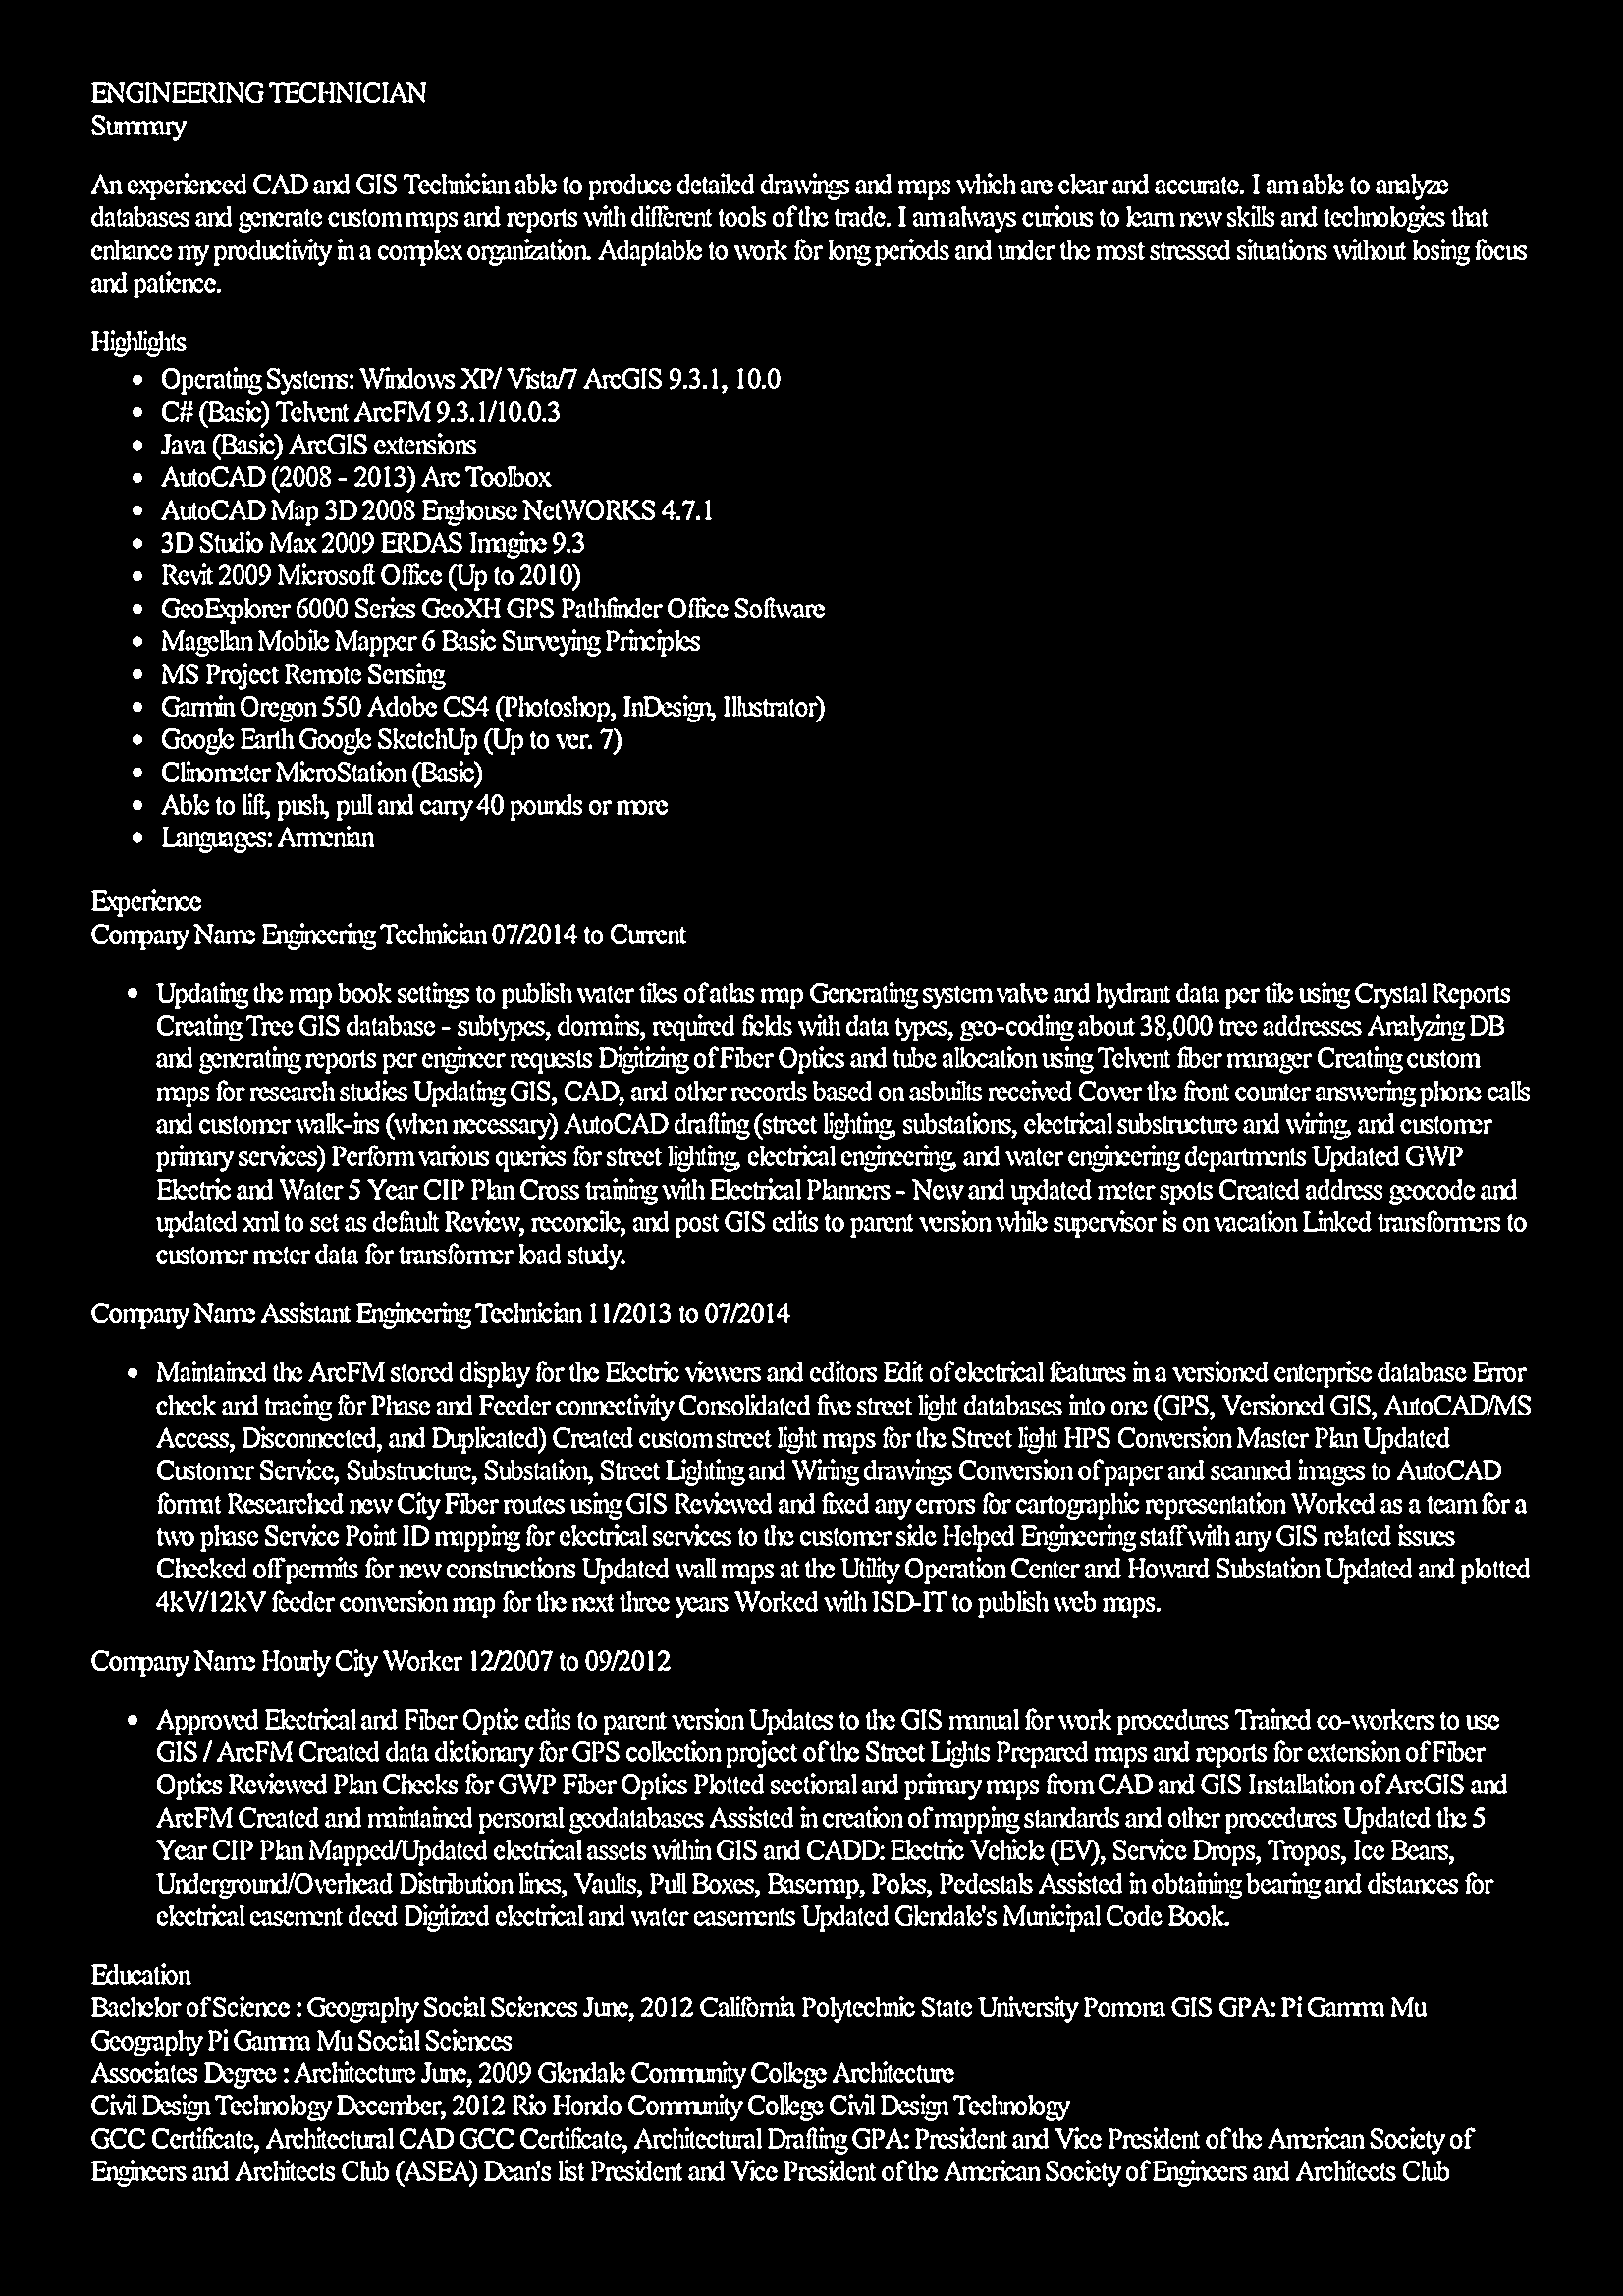 ENGINEERING TECHNICIAN
Summary
An experienced CAD and GIS Technician able to produce detailed drawings and maps which are clear and accurate. I am able to analyze
databases and generate custom maps and reports with different tools of the trade. I am always curious to learn new skills and technologies that
enhance my productivity in a complex organization. Adaptable to work for long periods and under the most stressed situations without losing focus
and patience.
Highlights
• Operating Systems: Windows XP/ Vista/7 ArcGIS 9.3.1, 10.0
• C# (Basic) Telvent ArcFM 9.3.1/10.0.3
• Java (Basic) ArcGIS extensions
• AutoCAD (2008 - 2013) Arc Toolbox
• AutoCAD Map 3D 2008 Enghouse NetWORKS 4.7.1
• 3D Studio Max 2009 ERDAS Imagine 9.3
• Revit 2009 Microsoft Office (Up to 2010)
• GeoExplorer 6000 Series GeoXH GPS Pathfinder Office Software
• Magellan Mobile Mapper 6 Basic Surveying Principles
• MS Project Remote Sensing
• Garmin Oregon 550 Adobe CS4 (Photoshop, InDesign, Illustrator)
• Google Earth Google SketchUp (Up to ver. 7)
• Clinometer MicroStation (Basic)
• Able to lift, push, pull and carry 40 pounds or more
• Languages: Armenian
Experience
Company Name Engineering Technician 07/2014 to Current
• Updating the map book settings to publish water tiles of atlas map Generating system valve and hydrant data per tile using Crystal Reports
Creating Tree GIS database - subtypes, domains, required fields with data types, geo-coding about 38,000 tree addresses Analyzing DB
and generating reports per engineer requests Digitizing of Fiber Optics and tube allocation using Telvent fiber manager Creating custom
maps for research studies Updating GIS, CAD, and other records based on asbuilts received Cover the front counter answering phone calls
and customer walk-ins (when necessary) AutoCAD drafting (street lighting, substations, electrical substructure and wiring, and customer
primary services) Perform various queries for street lighting, electrical engineering, and water engineering departments Updated GWP
Electric and Water 5 Year CIP Plan Cross training with Electrical Planners - New and updated meter spots Created address geocode and
updated xml to set as default Review, reconcile, and post GIS edits to parent version while supervisor is on vacation Linked transformers to
customer meter data for transformer load study.
Company Name Assistant Engineering Technician 11/2013 to 07/2014
• Maintained the ArcFM stored display for the Electric viewers and editors Edit of electrical features in a versioned enterprise database Error
check and tracing for Phase and Feeder connectivity Consolidated five street light databases into one (GPS, Versioned GIS, AutoCAD/MS
Access, Disconnected, and Duplicated) Created custom street light maps for the Street light HPS Conversion Master Plan Updated
Customer Service, Substructure, Substation, Street Lighting and Wiring drawings Conversion of paper and scanned images to AutoCAD
format Researched new City Fiber routes using GIS Reviewed and fixed any errors for cartographic representation Worked as a team for a
two phase Service Point ID mapping for electrical services to the customer side Helped Engineering staff with any GIS related issues
Checked off permits for new constructions Updated wall maps at the Utility Operation Center and Howard Substation Updated and plotted
4kV/12kV feeder conversion map for the next three years Worked with ISD-IT to publish web maps.
Company Name Hourly City Worker 12/2007 to 09/2012
• Approved Electrical and Fiber Optic edits to parent version Updates to the GIS manual for work procedures Trained co-workers to use
GIS / ArcFM Created data dictionary for GPS collection project of the Street Lights Prepared maps and reports for extension of Fiber
Optics Reviewed Plan Checks for GWP Fiber Optics Plotted sectional and primary maps from CAD and GIS Installation of ArcGIS and
ArcFM Created and maintained personal geodatabases Assisted in creation of mapping standards and other procedures Updated the 5
Year CIP Plan Mapped/Updated electrical assets within GIS and CADD: Electric Vehicle (EV), Service Drops, Tropos, Ice Bears,
Underground/Overhead Distribution lines, Vaults, Pull Boxes, Basemap, Poles, Pedestals Assisted in obtaining bearing and distances for
electrical easement deed Digitized electrical and water easements Updated Glendale's Municipal Code Book.
Education
Bachelor of Science : Geography Social Sciences June, 2012 California Polytechnic State University Pomona GIS GPA: Pi Gamma Mu
Geography Pi Gamma Mu Social Sciences
Associates Degree : Architecture June, 2009 Glendale Community College Architecture
Civil Design Technology December, 2012 Rio Hondo Community College Civil Design Technology
GCC Certificate, Architectural CAD GCC Certificate, Architectural Drafting GPA: President and Vice President of the American Society of
Engineers and Architects Club (ASEA) Dean's list President and Vice President of the American Society of Engineers and Architects Club